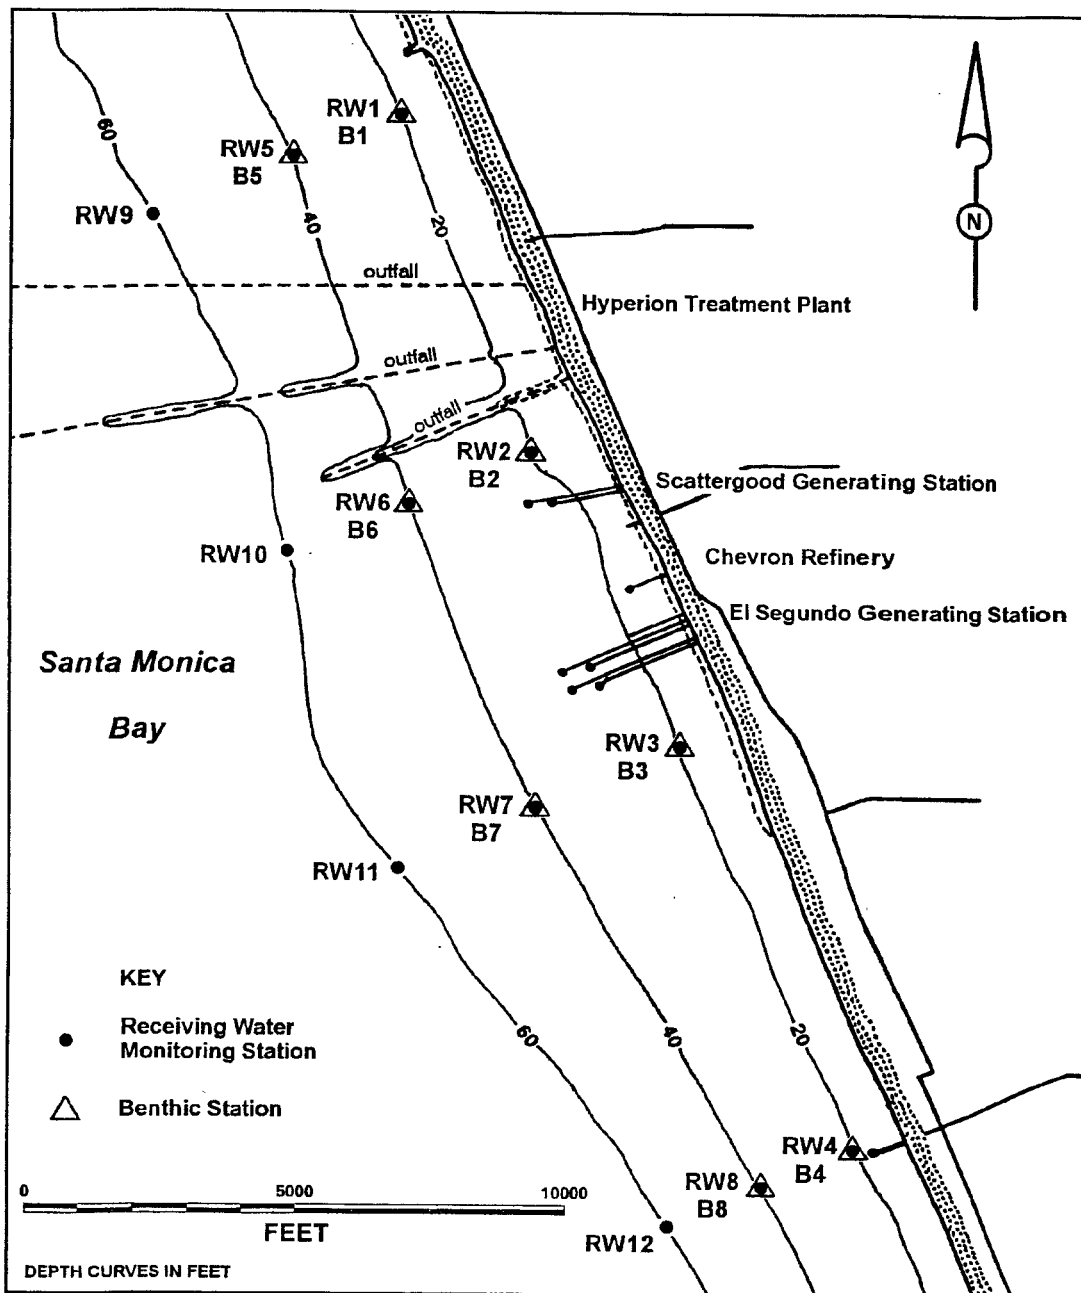 RW1
B1
RW5
B5
60
RW9
40
20
N
outfall
Hyperion Treatment Plant
outfall
outfall
RW2
B2
Scattergood Generating Station
RW6
B6
RW10
Chevron Refinery
El Segundo Generating Station
Santa Monica
Bay
RW3
B3
RW7
B7
RW11
KEY
Receiving Water
Monitoring Station
Benthic Station
60
40
20
RW4
B4
RW8
B8
RW12
0 5000 10000
FEET
DEPTH CURVES IN FEET